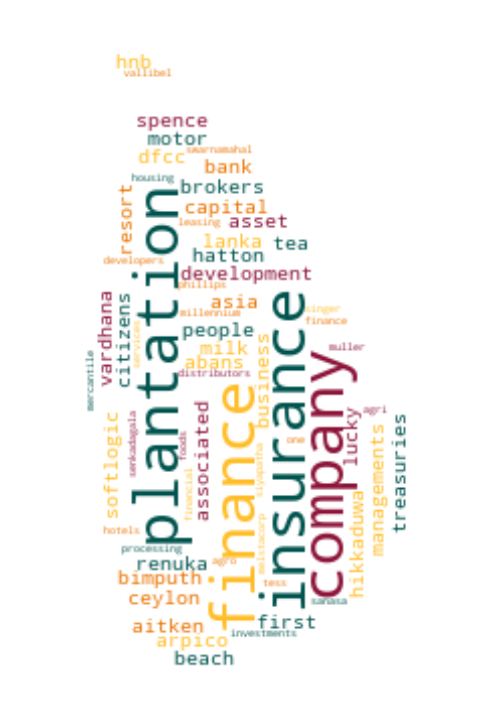 hnb
vallibel
spence
motor
swarnamahal
dfcc
bank
housing
brokers
resort
capital
leasing
asset
lanka
tea
hatton
developers
development
plantation
phillips
asia
millennium
singer
finance
vardhana
citizens
services
people
milk
business
muller
abans
distributors
mercantile
insurance
company
finance
agri
lucky
softlogic
senkadagala
foods
associated
one
treasuries
managements
siyapatha
financial
hikkaduwa
hotels
processing
agro
melstacorp
renuka
bimputh
tess
ceylon
sanasa
aitken
first
investments
arpico
beach